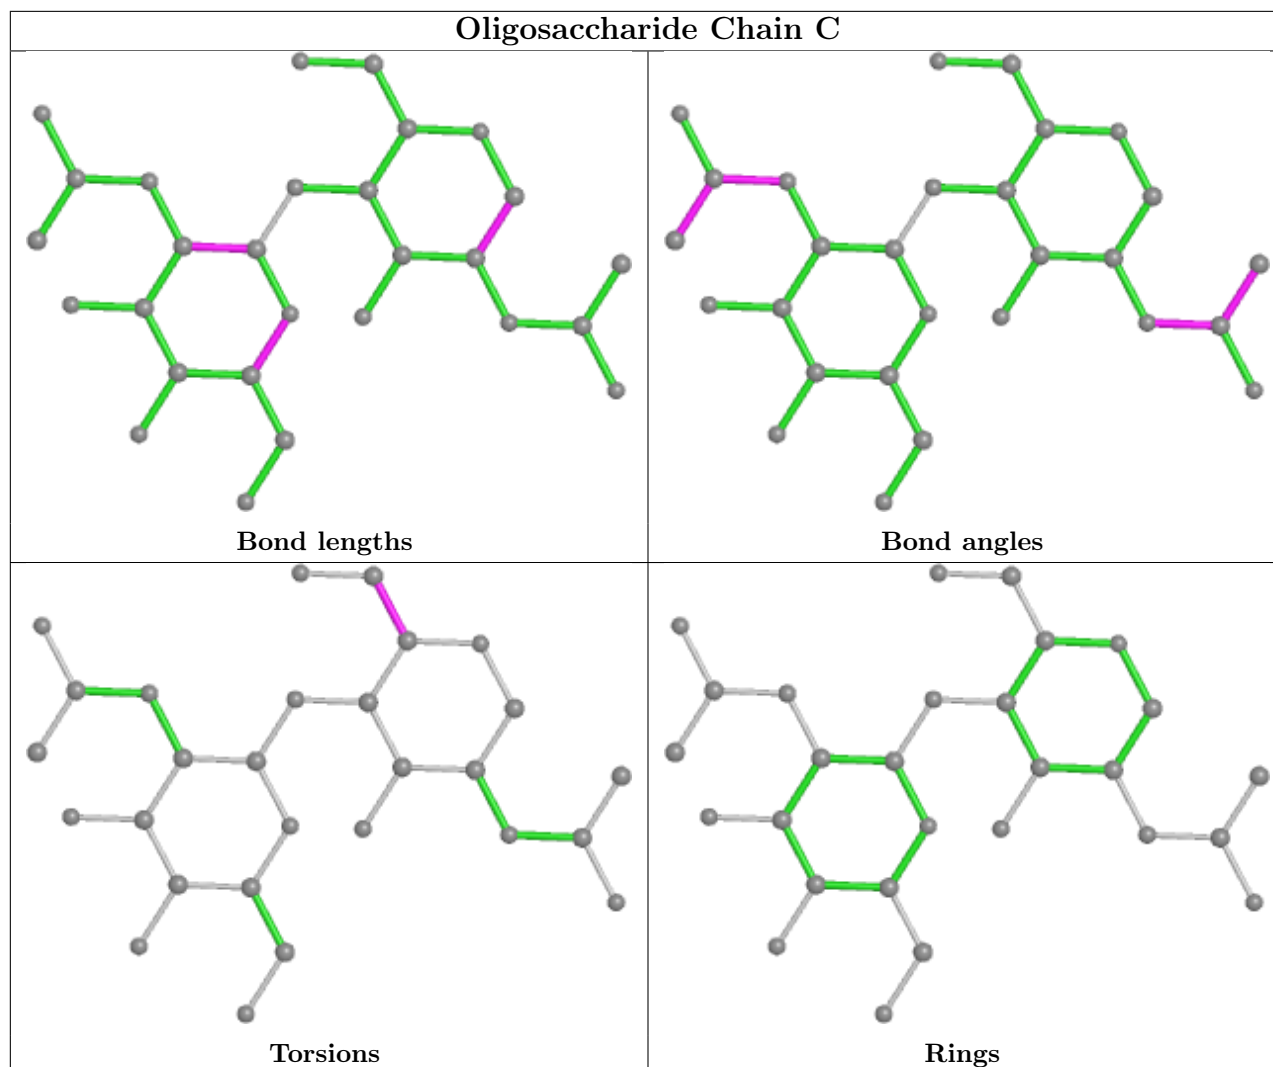 Oligosaccharide Chain C
Bond lengths
Bond angles
Torsions
Rings